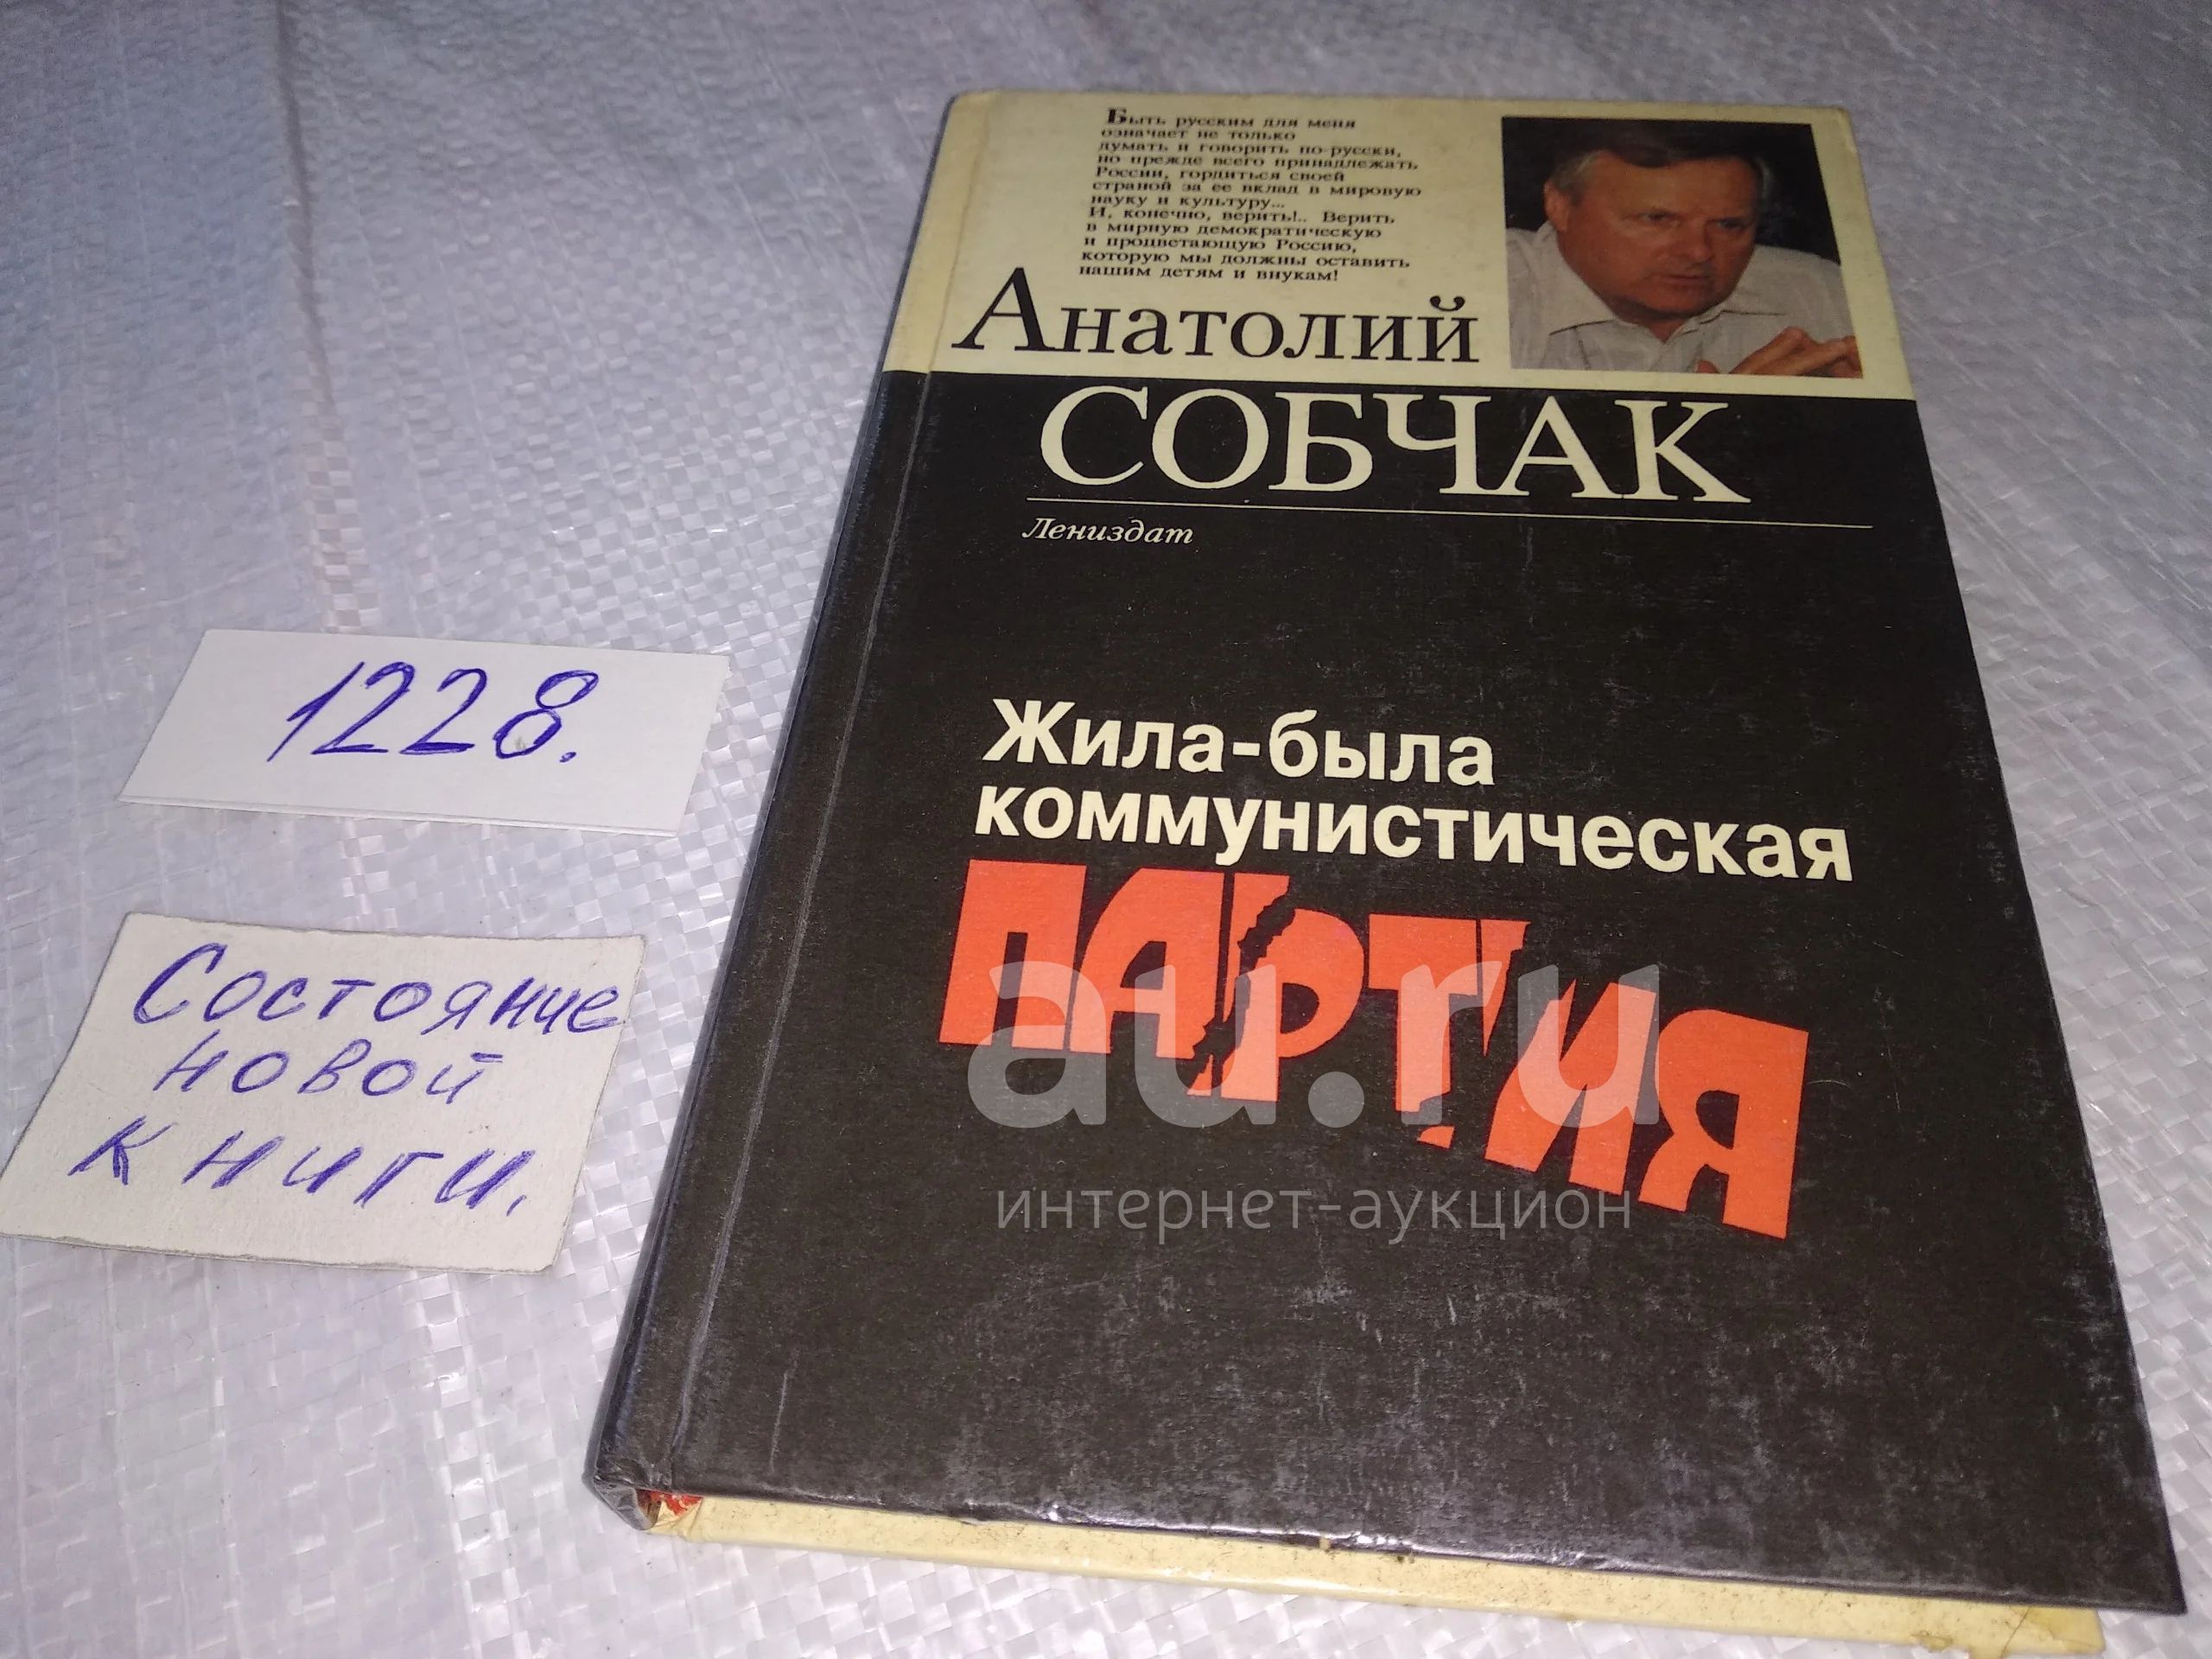 Быть русским для меня
означает не только
думать и говорить по-русски,
но прежде всего принадлежать
России, гордиться своей
страной за ее вклад в мировую
науку и культуру...
И, конечно, верить!.. Верить
в мирную демократическую
и процветающую Россию,
которую мы должны оставить
нашим детям и внукам!
Анатолий
СОБЧАК
Лениздат
Жила-была
коммунистическая
ПАРТИЯ
au.ru
интернет-аукцион
1228.
Состояние
новой
книги.